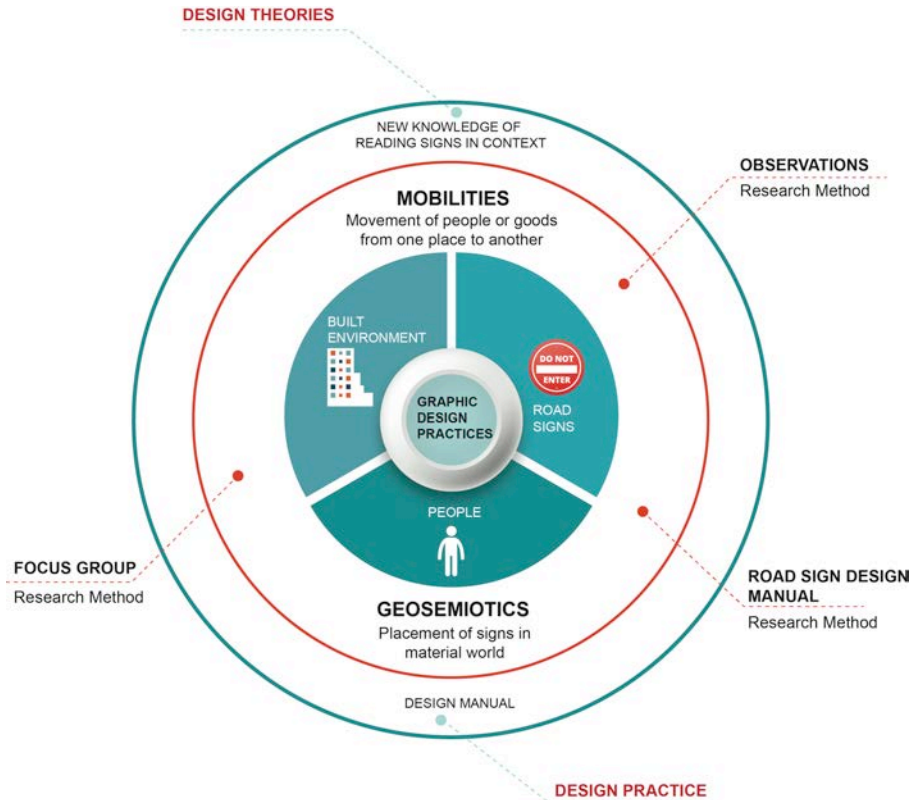 DESIGN THEORIES
NEW KNOWLEDGE OF
READING SIGNS IN CONTEXT
OBSERVATIONS
Research Method
MOBILITIES
Movement of people or goods
from one place to another
BUILT
ENVIRONMENT
DO NOT
ENTER
ROAD
SIGNS
GRAPHIC
DESIGN
PRACTICES
PEOPLE
FOCUS GROUP
Research Method
ROAD SIGN DESIGN
MANUAL
Research Method
GEOSEMIOTICS
Placement of signs in
material world
DESIGN MANUAL
DESIGN PRACTICE